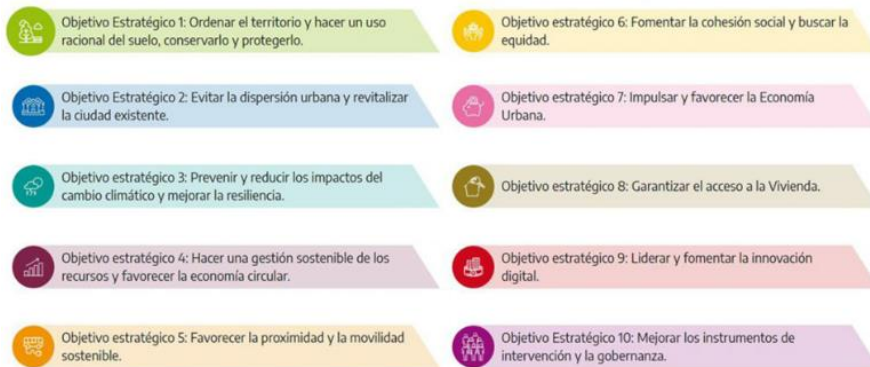 Objetivo Estratégico 1: Ordenar el territorio y hacer un uso
racional del suelo, conservarlo y protegerlo.
Objetivo Estratégico 2: Evitar la dispersión urbana y revitalizar
la ciudad existente.
Objetivo estratégico 3: Prevenir y reducir los impactos del
cambio climático y mejorar la resiliencia.
Objetivo estratégico 4: Hacer una gestión sostenible de los
recursos y favorecer la economía circular.
Objetivo estratégico 5: Favorecer la proximidad y la movilidad
sostenible.
Objetivo estratégico 6: Fomentar la cohesión social y buscar la
equidad.
Objetivo estratégico 7: Impulsar y favorecer la Economía
Urbana.
Objetivo estratégico 8: Garantizar el acceso a la Vivienda.
Objetivo estratégico 9: Liderar y fomentar la innovación
digital.
Objetivo Estratégico 10: Mejorar los instrumentos de
intervención y la gobernanza.